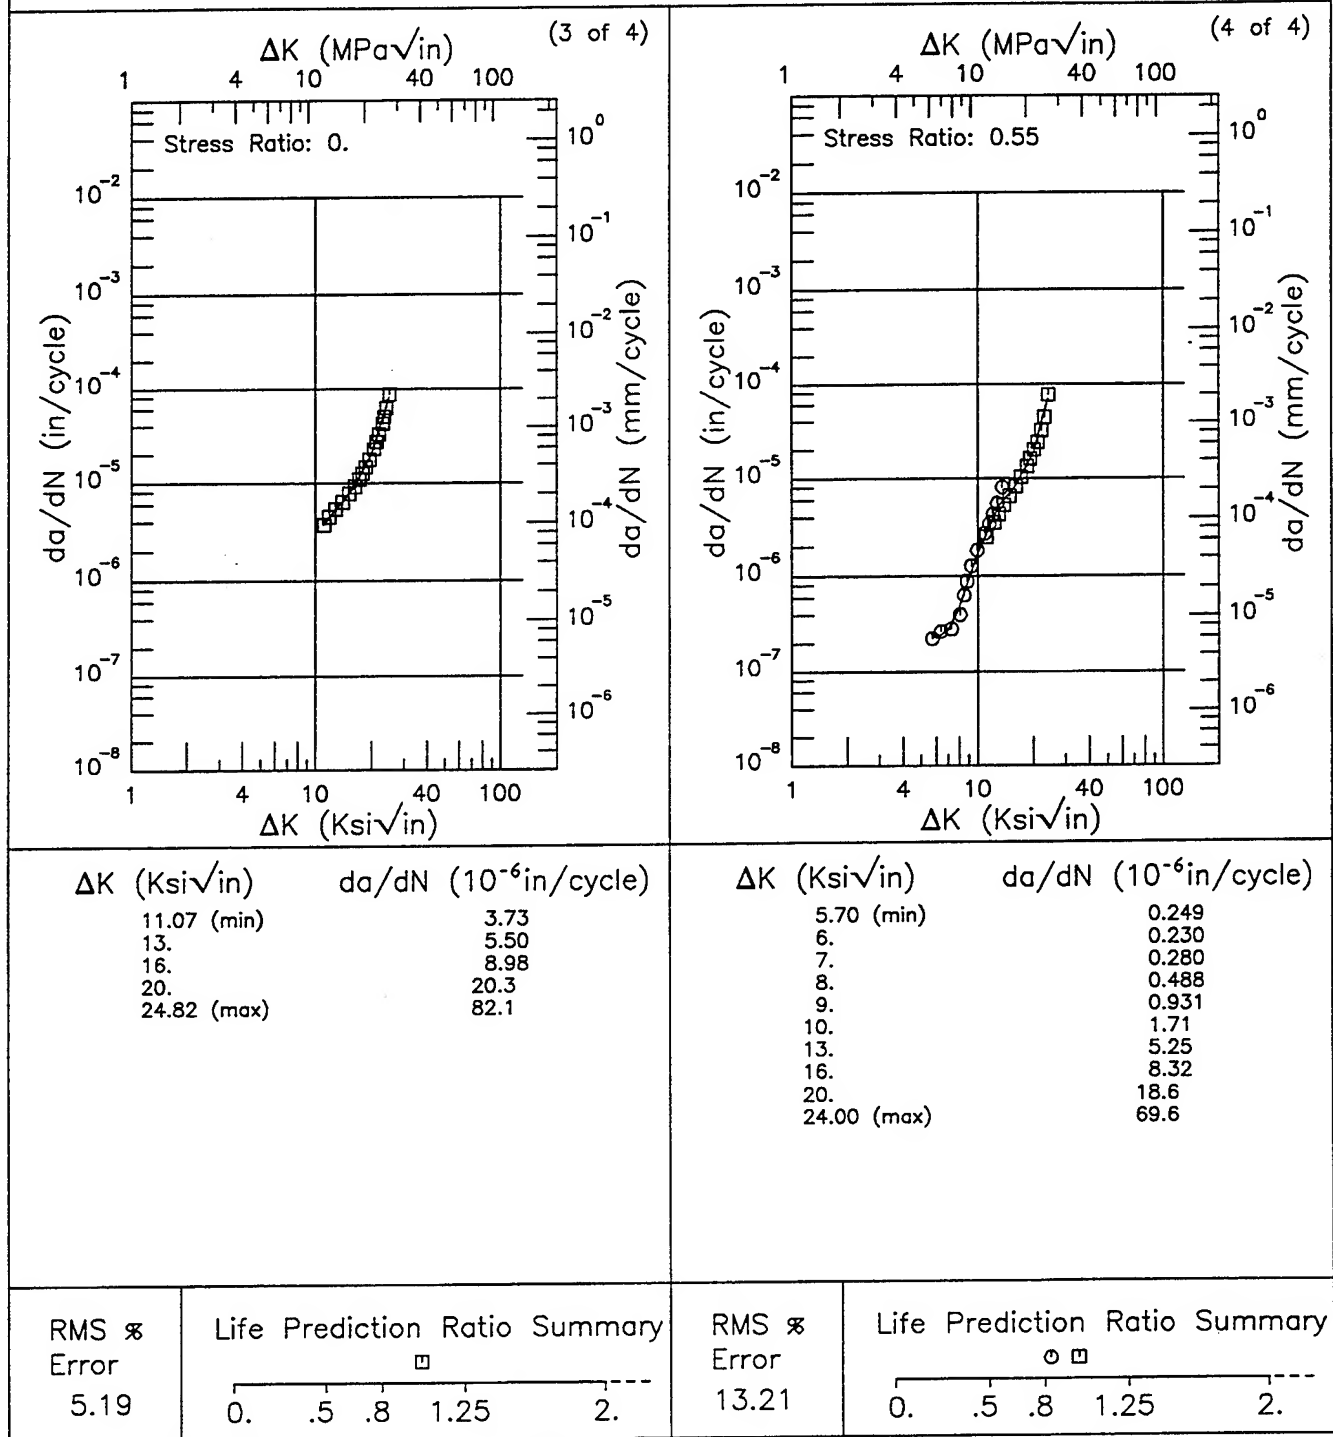 (3 of 4)
ΔK (MPa√in)
1 4 10 40 100
Stress Ratio: 0.
da/dN (in/cycle)
10⁻²
10⁻³
10⁻⁴
10⁻⁵
10⁻⁶
10⁻⁷
10⁻⁸
10⁰
10⁻¹
10⁻²
10⁻³
10⁻⁴
10⁻⁵
10⁻⁶
da/dN (mm/cycle)
1 4 10 40 100
ΔK (Ksi√in)
ΔK (Ksi√in) da/dN (10⁻⁶in/cycle)
11.07 (min) 3.73
13. 5.50
16. 8.98
20. 20.3
24.82 (max) 82.1
RMS %
Error
5.19
Life Prediction Ratio Summary
0. .5 .8 1.25 2.
(4 of 4)
ΔK (MPa√in)
1 4 10 40 100
Stress Ratio: 0.55
da/dN (in/cycle)
10⁻²
10⁻³
10⁻⁴
10⁻⁵
10⁻⁶
10⁻⁷
10⁻⁸
10⁰
10⁻¹
10⁻²
10⁻³
10⁻⁴
10⁻⁵
10⁻⁶
da/dN (mm/cycle)
1 4 10 40 100
ΔK (Ksi√in)
ΔK (Ksi√in) da/dN (10⁻⁶in/cycle)
5.70 (min) 0.249
6. 0.230
7. 0.280
8. 0.488
9. 0.931
10. 1.71
13. 5.25
16. 8.32
20. 18.6
24.00 (max) 69.6
RMS %
Error
13.21
Life Prediction Ratio Summary
0. .5 .8 1.25 2.